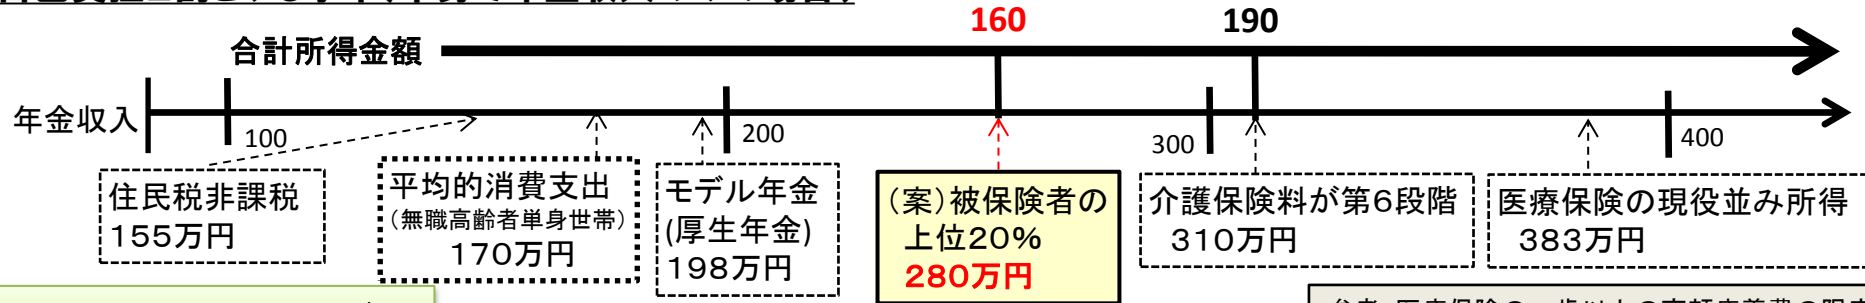 160
190
合計所得金額
年金収入
100
200
300
400
住民税非課税
155万円
平均的消費支出
(無職高齢者単身世帯)
170万円
モデル年金
(厚生年金)
198万円
(案)被保険者の
上位20%
280万円
介護保険料が第6段階
310万円
医療保険の現役並み所得
383万円